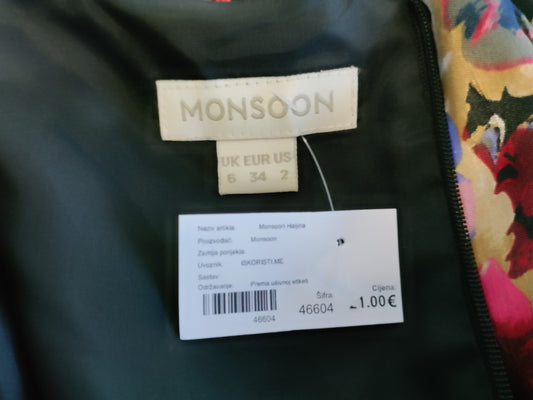 MONSOON
UK EUR US
6 34 2
Naziv artikla: Monsoon Haljina
Proizvođač: Monsoon
Zemlja porijekla:
Uvoznik: ISKORISTI.ME
Sastav:
Održavanje: Prema ušivnoj etiketi
Šifra: Cijena:
46604 1.00€
46604